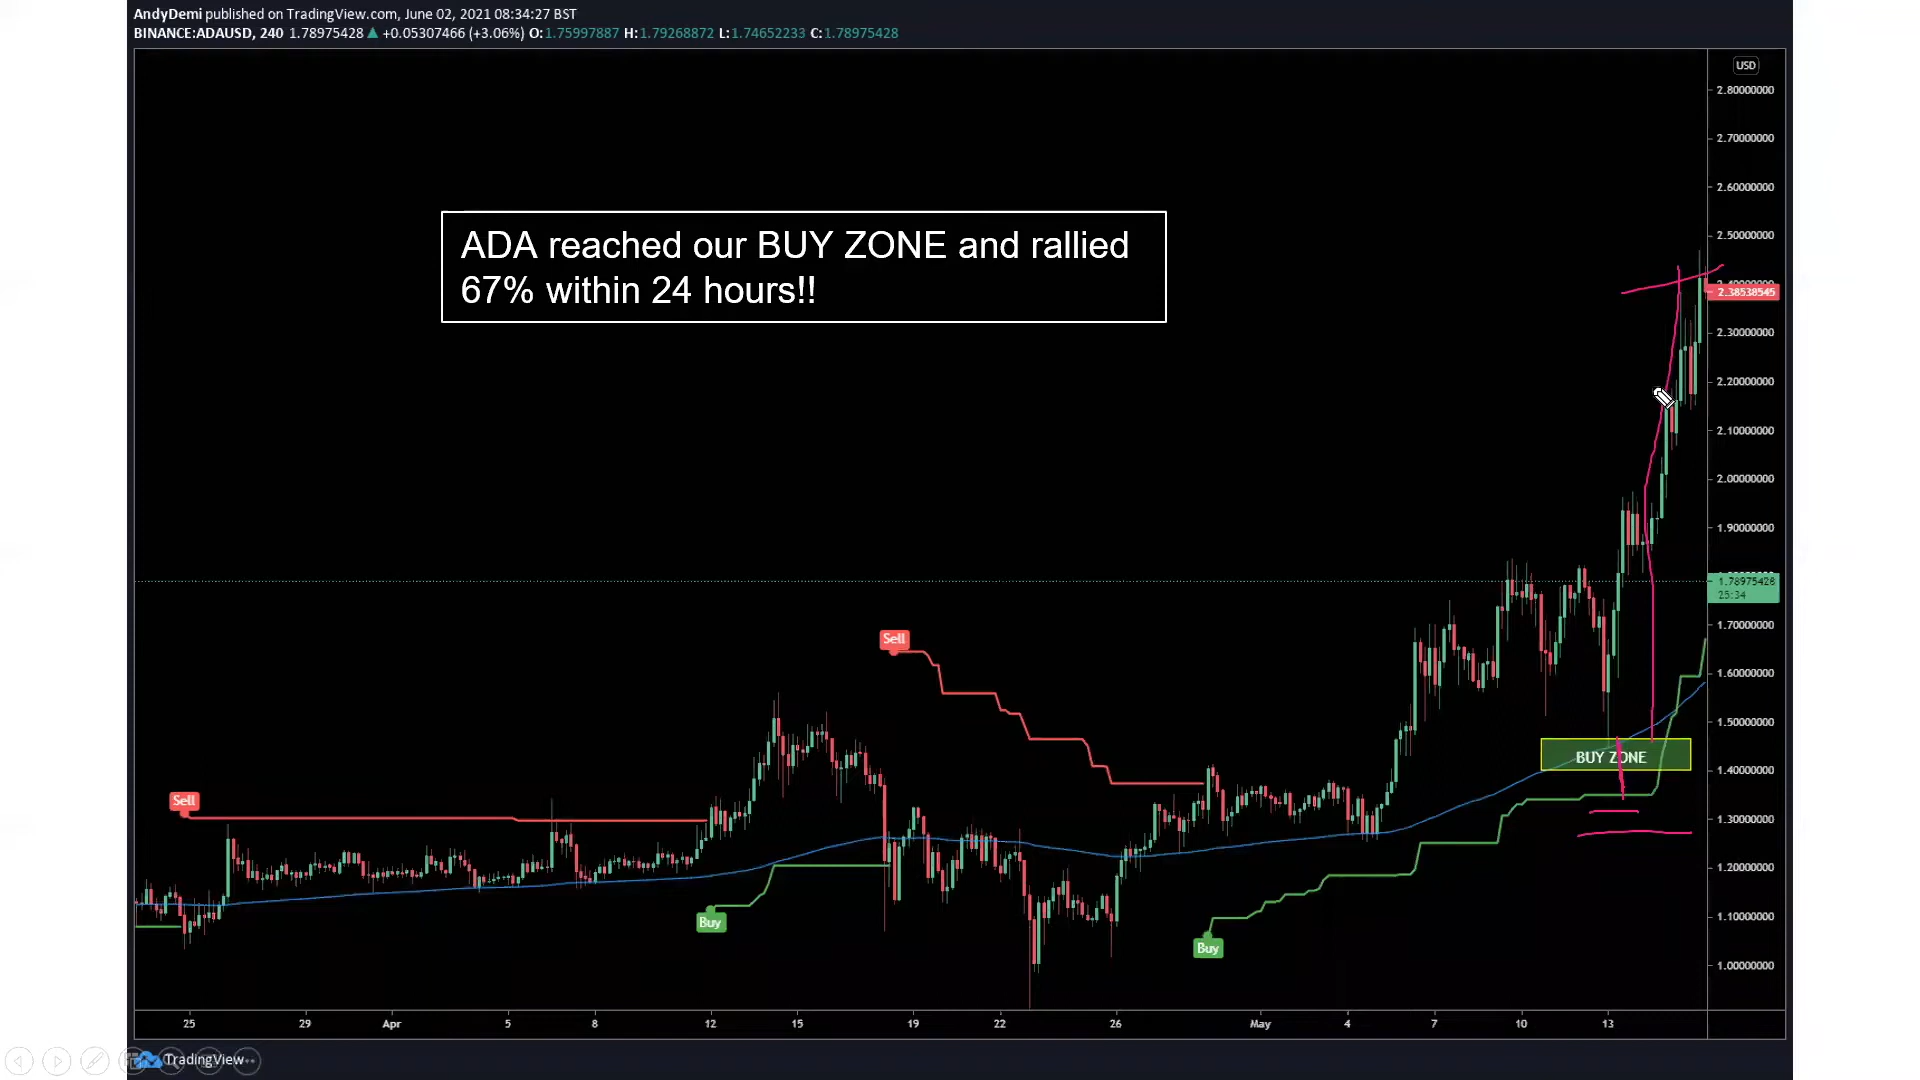 AndyDemi published on TradingView.com, June 02, 2021 08:34:27 BST
BINANCE:ADAUSD, 240 1.78975428 ▲ +0.05307466 (+3.06%) O:1.75997887 H:1.79268872 L:1.74652233 C:1.78975428
USD
2.80000000
2.70000000
2.60000000
ADA reached our BUY ZONE and rallied
67% within 24 hours!!
2.50000000
2.38538545
2.30000000
2.20000000
2.10000000
2.00000000
1.90000000
1.78975428
25:34
1.70000000
Sell
1.60000000
1.50000000
BUY ZONE
1.40000000
Sell
1.30000000
1.20000000
Buy
1.10000000
Buy
1.00000000
25 29 Apr 5 8 12 15 19 22 26 May 4 7 10 13
TradingView